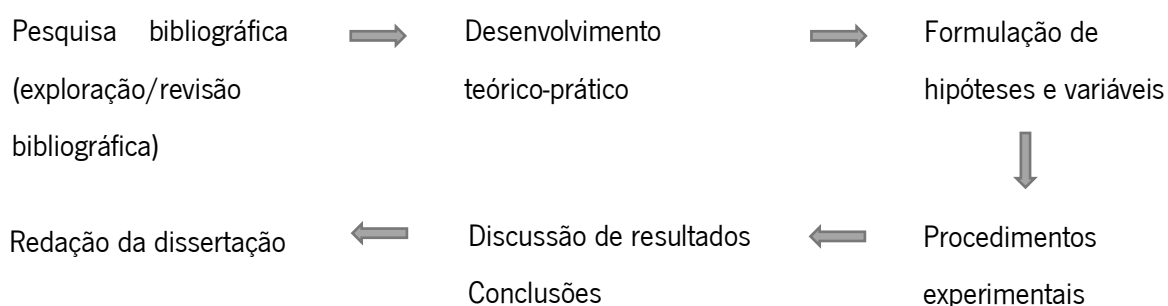 Pesquisa bibliográfica
(exploração/revisão
bibliográfica)
Desenvolvimento
teórico-prático
Formulação de
hipóteses e variáveis
Procedimentos
experimentais
Discussão de resultados
Conclusões
Redação da dissertação